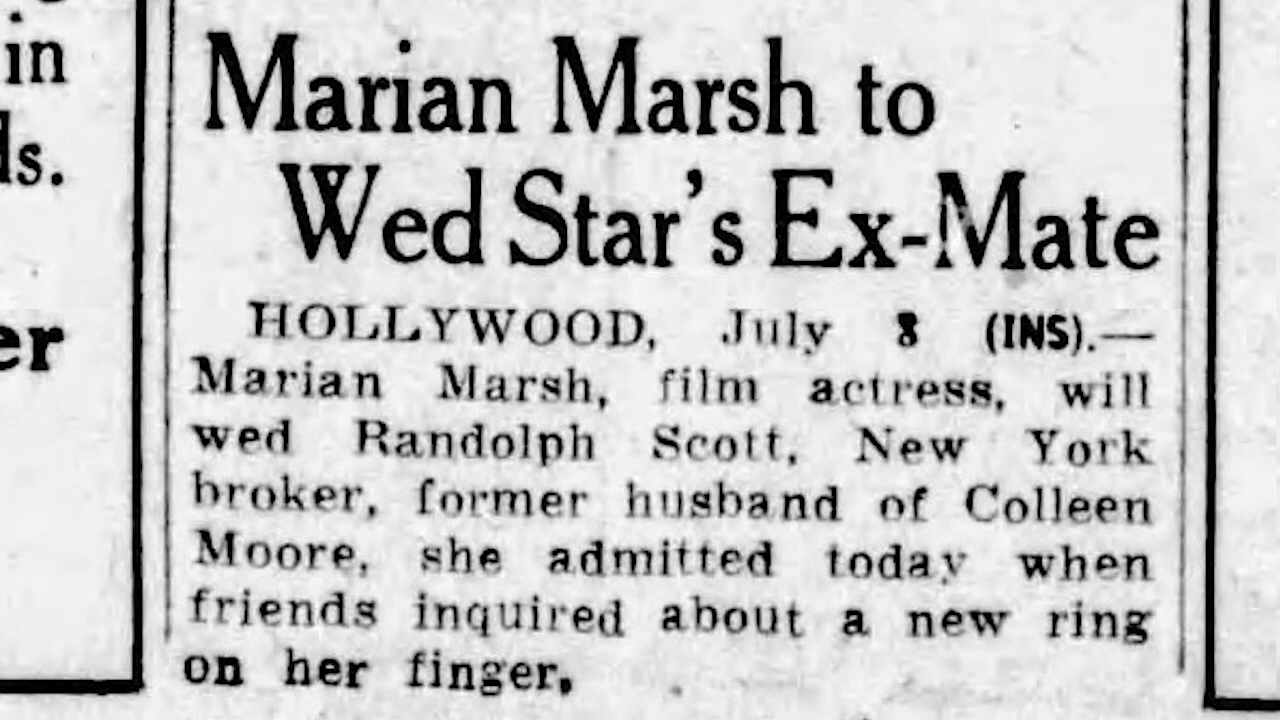 in
ds.
er
Marian Marsh to
Wed Star's Ex-Mate
HOLLYWOOD, July 8 (INS).—
Marian Marsh, film actress, will
wed Randolph Scott, New York
broker, former husband of Colleen
Moore, she admitted today when
friends inquired about a new ring
on her finger.